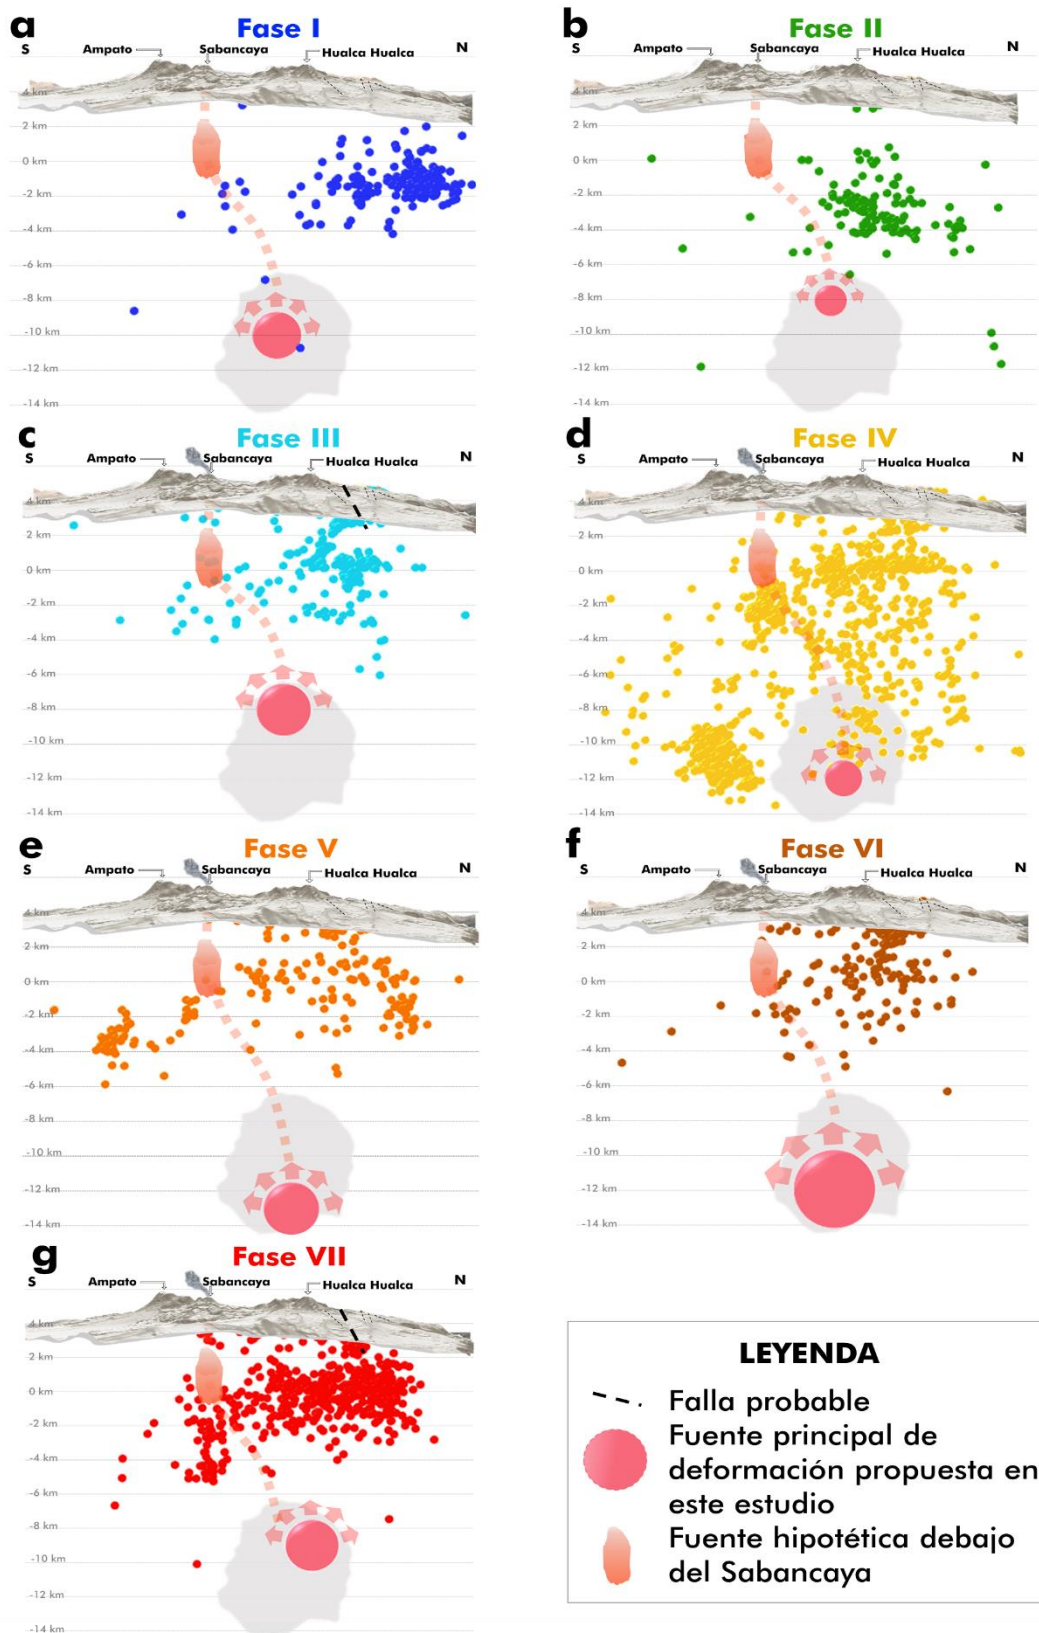 a
Fase I
S
Ampato
Sabancaya
Hualca Hualca
N
4 km
2 km
0 km
-2 km
-4 km
-6 km
-8 km
-10 km
-12 km
-14 km
b
Fase II
S
Ampato
Sabancaya
Hualca Hualca
N
4 km
2 km
0 km
-2 km
-4 km
-6 km
-8 km
-10 km
-12 km
-14 km
c
Fase III
S
Ampato
Sabancaya
Hualca Hualca
N
4 km
2 km
0 km
-2 km
-4 km
-6 km
-8 km
-10 km
-12 km
-14 km
d
Fase IV
S
Ampato
Sabancaya
Hualca Hualca
N
4 km
2 km
0 km
-2 km
-4 km
-6 km
-8 km
-10 km
-12 km
-14 km
e
Fase V
S
Ampato
Sabancaya
Hualca Hualca
N
4 km
2 km
0 km
-2 km
-4 km
-6 km
-8 km
-10 km
-12 km
-14 km
f
Fase VI
S
Ampato
Sabancaya
Hualca Hualca
N
4 km
2 km
0 km
-2 km
-4 km
-6 km
-8 km
-10 km
-12 km
-14 km
g
Fase VII
S
Ampato
Sabancaya
Hualca Hualca
N
4 km
2 km
0 km
-2 km
-4 km
-6 km
-8 km
-10 km
-12 km
-14 km
LEYENDA
Falla probable
Fuente principal de
deformación propuesta en
este estudio
Fuente hipotética debajo
del Sabancaya